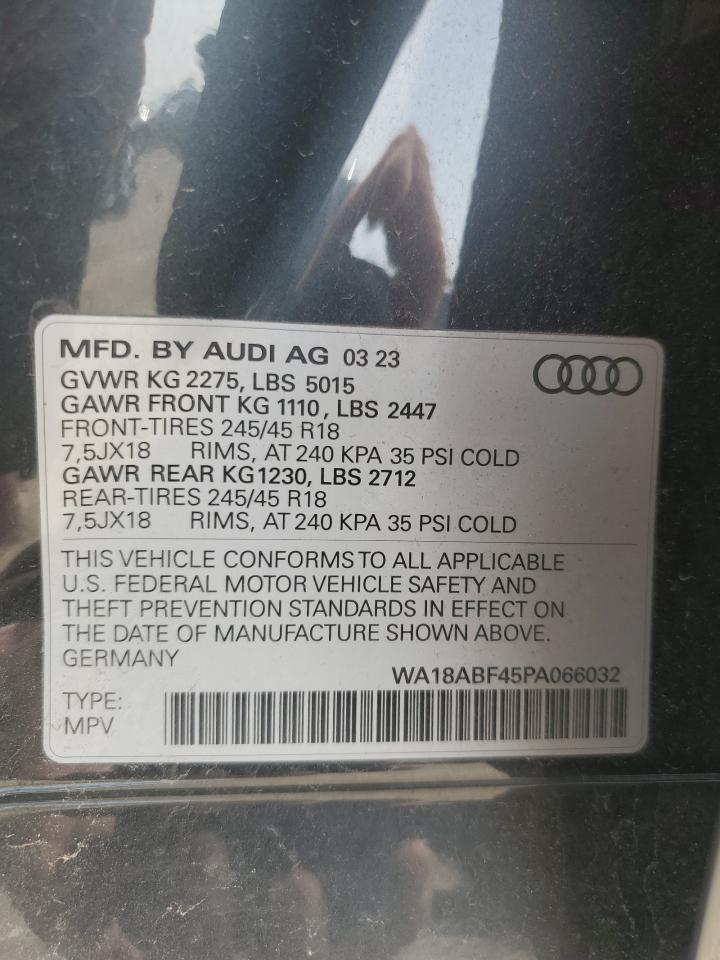 MFD. BY AUDI AG 03 23
GVWR KG 2275, LBS 5015
GAWR FRONT KG 1110, LBS 2447
FRONT-TIRES 245/45 R18
7,5JX18 RIMS, AT 240 KPA 35 PSI COLD
GAWR REAR KG1230, LBS 2712
REAR-TIRES 245/45 R18
7,5JX18 RIMS, AT 240 KPA 35 PSI COLD
THIS VEHICLE CONFORMS TO ALL APPLICABLE
U.S. FEDERAL MOTOR VEHICLE SAFETY AND
THEFT PREVENTION STANDARDS IN EFFECT ON
THE DATE OF MANUFACTURE SHOWN ABOVE.
GERMANY
WA18ABF45PA066032
TYPE:
MPV